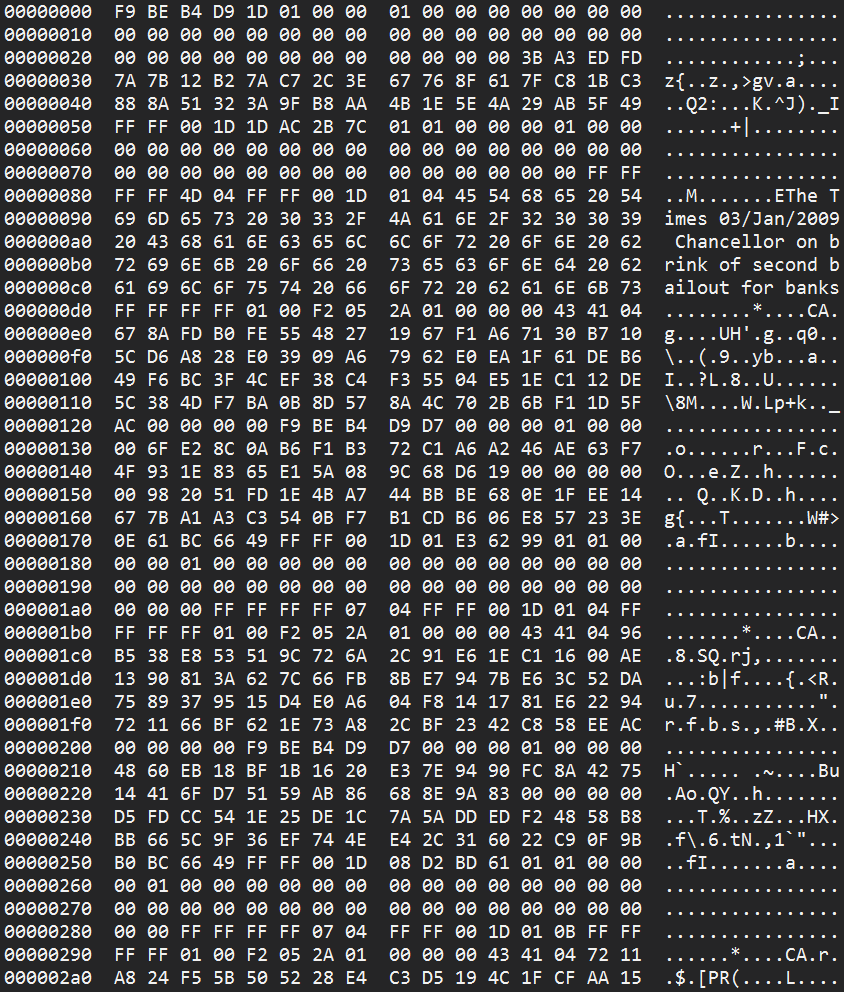 00000000 F9 BE B4 D9 1D 01 00 00 01 00 00 00 00 00 00 00 ................
00000010 00 00 00 00 00 00 00 00 00 00 00 00 00 00 00 00 ................
00000020 00 00 00 00 00 00 00 00 00 00 00 00 3B A3 ED FD ............;...
00000030 7A 7B 12 B2 7A C7 2C 3E 67 76 8F 61 7F C8 1B C3 z{..z.,>gv.a....
00000040 88 8A 51 32 3A 9F B8 AA 4B 1E 5E 4A 29 AB 5F 49 ..Q2:...K.^J)._I
00000050 FF FF 00 1D 1D AC 2B 7C 01 01 00 00 00 01 00 00 ......+|........
00000060 00 00 00 00 00 00 00 00 00 00 00 00 00 00 00 00 ................
00000070 00 00 00 00 00 00 00 00 00 00 00 00 00 00 FF FF ................
00000080 FF FF 4D 04 FF FF 00 1D 01 04 45 54 68 65 20 54 ..M.......EThe T
00000090 69 6D 65 73 20 30 33 2F 4A 61 6E 2F 32 30 30 39 imes 03/Jan/2009
000000a0 20 43 68 61 6E 63 65 6C 6C 6F 72 20 6F 6E 20 62 Chancellor on b
000000b0 72 69 6E 6B 20 6F 66 20 73 65 63 6F 6E 64 20 62 rink of second b
000000c0 61 69 6C 6F 75 74 20 66 6F 72 20 62 61 6E 6B 73 ailout for banks
000000d0 FF FF FF FF 01 00 F2 05 2A 01 00 00 00 43 41 04 ........*....CA.
000000e0 67 8A FD B0 FE 55 48 27 19 67 F1 A6 71 30 B7 10 g....UH'.g..q0..
000000f0 5C D6 A8 28 E0 39 09 A6 79 62 E0 EA 1F 61 DE B6 \..(.9..yb...a..
00000100 49 F6 BC 3F 4C EF 38 C4 F3 55 04 E5 1E C1 12 DE I..?L.8..U......
00000110 5C 38 4D F7 BA 0B 8D 57 8A 4C 70 2B 6B F1 1D 5F \8M....W.Lp+k.._
00000120 AC 00 00 00 00 F9 BE B4 D9 D7 00 00 00 01 00 00 ................
00000130 00 6F E2 8C 0A B6 F1 B3 72 C1 A6 A2 46 AE 63 F7 .o......r...F.c.
00000140 4F 93 1E 83 65 E1 5A 08 9C 68 D6 19 00 00 00 00 O...e.Z..h......
00000150 00 98 20 51 FD 1E 4B A7 44 BB BE 68 0E 1F EE 14 .. Q..K.D..h....
00000160 67 7B A1 A3 C3 54 0B F7 B1 CD B6 06 E8 57 23 3E g{...T.......W#>
00000170 0E 61 BC 66 49 FF FF 00 1D 01 E3 62 99 01 01 00 .a.fI......b....
00000180 00 00 01 00 00 00 00 00 00 00 00 00 00 00 00 00 ................
00000190 00 00 00 00 00 00 00 00 00 00 00 00 00 00 00 00 ................
000001a0 00 00 00 FF FF FF FF 07 04 FF FF 00 1D 01 04 FF ................
000001b0 FF FF FF 01 00 F2 05 2A 01 00 00 00 43 41 04 96 .......*....CA..
000001c0 B5 38 E8 53 51 9C 72 6A 2C 91 E6 1E C1 16 00 AE .8.SQ.rj,.......
000001d0 13 90 81 3A 62 7C 66 FB 8B E7 94 7B E6 3C 52 DA ...:b|f....{.<R.
000001e0 75 89 37 95 15 D4 E0 A6 04 F8 14 17 81 E6 22 94 u.7...........".
000001f0 72 11 66 BF 62 1E 73 A8 2C BF 23 42 C8 58 EE AC r.f.b.s.,.#B.X..
00000200 00 00 00 00 F9 BE B4 D9 D7 00 00 00 01 00 00 00 ................
00000210 48 60 EB 18 BF 1B 16 20 E3 7E 94 90 FC 8A 42 75 H`..... .~....Bu
00000220 14 41 6F D7 51 59 AB 86 68 8E 9A 83 00 00 00 00 .Ao.QY..h.......
00000230 D5 FD CC 54 1E 25 DE 1C 7A 5A DD ED F2 48 58 B8 ...T.%..zZ...HX.
00000240 BB 66 5C 9F 36 EF 74 4E E4 2C 31 60 22 C9 0F 9B .f\.6.tN.,1`"...
00000250 B0 BC 66 49 FF FF 00 1D 08 D2 BD 61 01 01 00 00 ..fI.......a....
00000260 00 01 00 00 00 00 00 00 00 00 00 00 00 00 00 00 ................
00000270 00 00 00 00 00 00 00 00 00 00 00 00 00 00 00 00 ................
00000280 00 00 FF FF FF FF 07 04 FF FF 00 1D 01 0B FF FF ................
00000290 FF FF 01 00 F2 05 2A 01 00 00 00 43 41 04 72 11 ......*....CA.r.
000002a0 A8 24 F5 5B 50 52 28 E4 C3 D5 19 4C 1F CF AA 15 .$.[PR(....L....